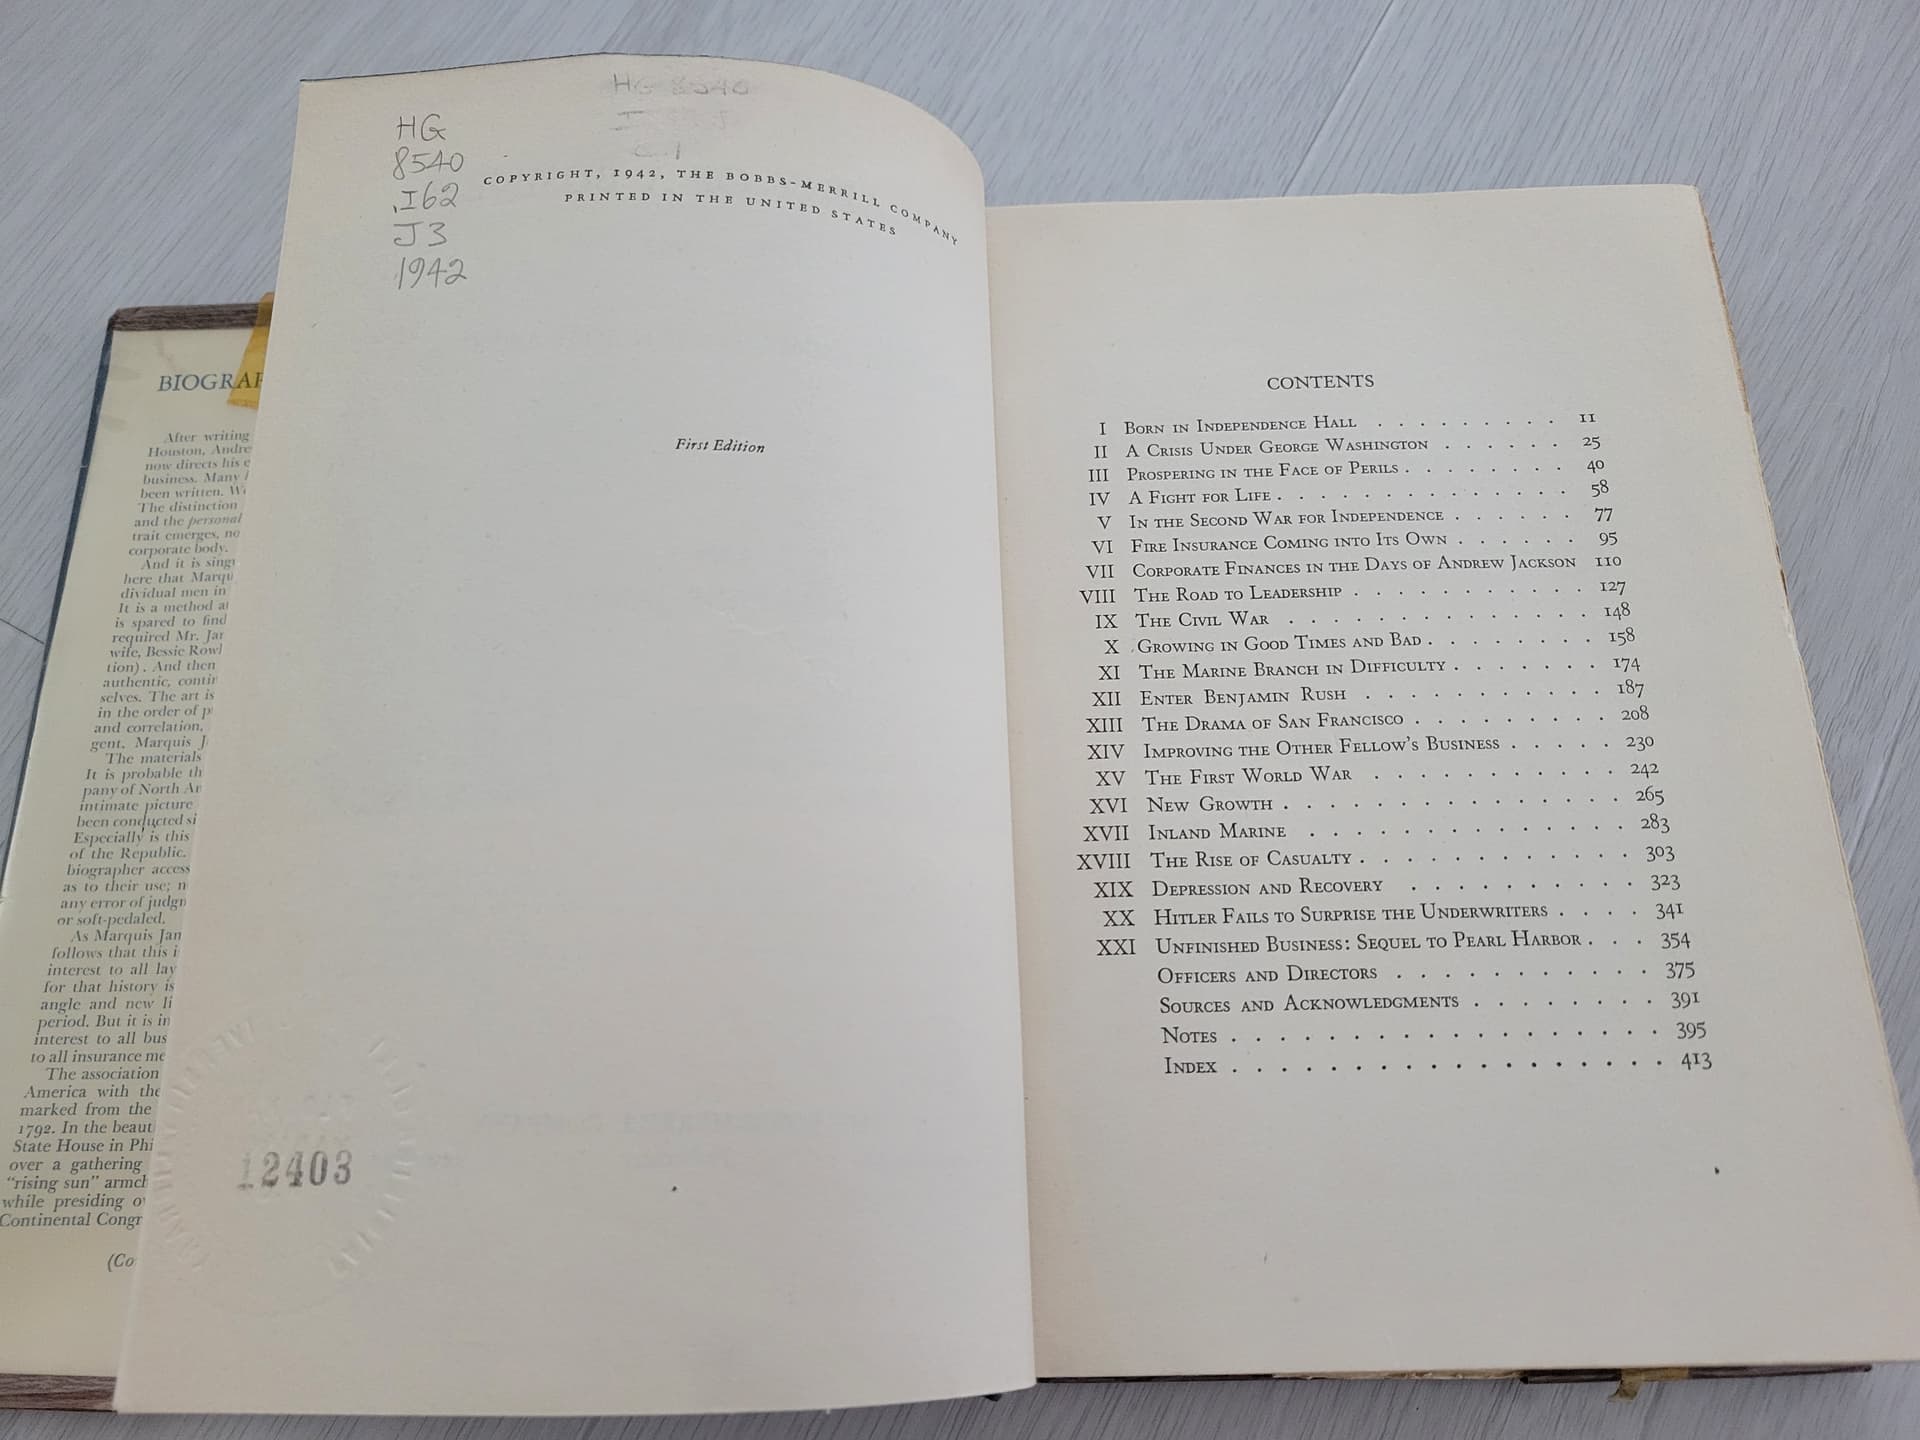 BIOGRAP
After writing
Houston, Andre
now directs his e
business. Many
been written. We
The distinction
and the personal
trait emerges, no
corporate body.
And it is singu
here that Marqu
dividual men in
It is a method a
is spared to find
required Mr. Jar
wife, Bessie Rowl
tion). And then
authentic, contin
selves. The art is
in the order of p
and correlation,
gent, Marquis J
The materials
It is probable th
pany of North Am
intimate picture
been conducted si
Especially is this
of the Republic.
biographer access
as to their use; n
any error of judgn
or soft-pedaled.
As Marquis Jan
follows that this i
interest to all lay
for that history is
angle and new li
period. But it is in
interest to all bus
to all insurance me
The association
America with the
marked from the
1792. In the beaut
State House in Phi
over a gathering
"rising sun" armch
while presiding ov
Continental Congr
(Co
HG 8540
HG
8540
.I62
J3
1942
COPYRIGHT, 1942, THE BOBBS-MERRILL COMPANY
PRINTED IN THE UNITED STATES
First Edition
12403
CONTENTS
I BORN IN INDEPENDENCE HALL . . . . . . . . . 11
II A CRISIS UNDER GEORGE WASHINGTON . . . . . . 25
III PROSPERING IN THE FACE OF PERILS . . . . . . . . 40
IV A FIGHT FOR LIFE . . . . . . . . . . . . . . 58
V IN THE SECOND WAR FOR INDEPENDENCE . . . . . . 77
VI FIRE INSURANCE COMING INTO ITS OWN . . . . . . 95
VII CORPORATE FINANCES IN THE DAYS OF ANDREW JACKSON 110
VIII THE ROAD TO LEADERSHIP . . . . . . . . . . . 127
IX THE CIVIL WAR . . . . . . . . . . . . . . 148
X GROWING IN GOOD TIMES AND BAD . . . . . . . . 158
XI THE MARINE BRANCH IN DIFFICULTY . . . . . . . 174
XII ENTER BENJAMIN RUSH . . . . . . . . . . . 187
XIII THE DRAMA OF SAN FRANCISCO . . . . . . . . . 208
XIV IMPROVING THE OTHER FELLOW'S BUSINESS . . . . . 230
XV THE FIRST WORLD WAR . . . . . . . . . . . 242
XVI NEW GROWTH . . . . . . . . . . . . . . . 265
XVII INLAND MARINE . . . . . . . . . . . . . . 283
XVIII THE RISE OF CASUALTY . . . . . . . . . . . . 303
XIX DEPRESSION AND RECOVERY . . . . . . . . . . 323
XX HITLER FAILS TO SURPRISE THE UNDERWRITERS . . . . 341
XXI UNFINISHED BUSINESS: SEQUEL TO PEARL HARBOR . . . 354
OFFICERS AND DIRECTORS . . . . . . . . . . . 375
SOURCES AND ACKNOWLEDGMENTS . . . . . . . . 391
NOTES . . . . . . . . . . . . . . . . . . 395
INDEX . . . . . . . . . . . . . . . . . . 413